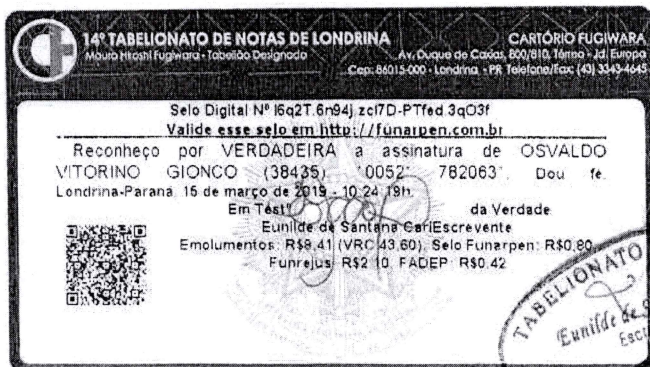 14º TABELIONATO DE NOTAS DE LONDRINA
CARTÓRIO FUGIWARA
Mauro Hiroshi Fugiwara - Tabelião Designado
Av. Duque de Caxias, 800/810, Térreo - Jd. Europa
Cep: 86015-000 - Londrina - PR Telefone/Fax: (43) 3343-4645
Selo Digital Nº l6q2T.6n94j.zcl7D-PTfed.3qO3f
Valide esse selo em http://funarpen.com.br
Reconheço por VERDADEIRA a assinatura de OSVALDO
VITORINO GIONCO (38435) *0052* 782063*. Dou fe.
Londrina-Parana, 15 de março de 2019 - 10:24:19h.
Em Test° da Verdade
Eunilde de Santana CariEscrevente
Emolumentos: R$8,41 (VRC 43,60), Selo Funarpen: R$0,80,
Funrejus: R$2,10, FADEP: R$0,42
TABELIONATO
Eunilde de S
Escr